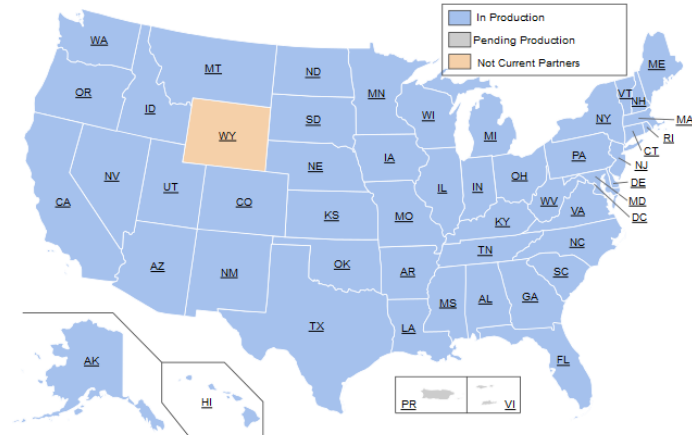 In Production
Pending Production
Not Current Partners
WA
MT
ND
MN
ME
VT
NH
OR
ID
WI
NY
MA
SD
MI
RI
WY
CT
IA
PA
NJ
NE
OH
DE
NV
UT
IL
IN
MD
CO
WV
DC
CA
KS
MO
VA
KY
NC
TN
AZ
NM
OK
AR
SC
MS
AL
GA
TX
LA
AK
FL
HI
PR
VI